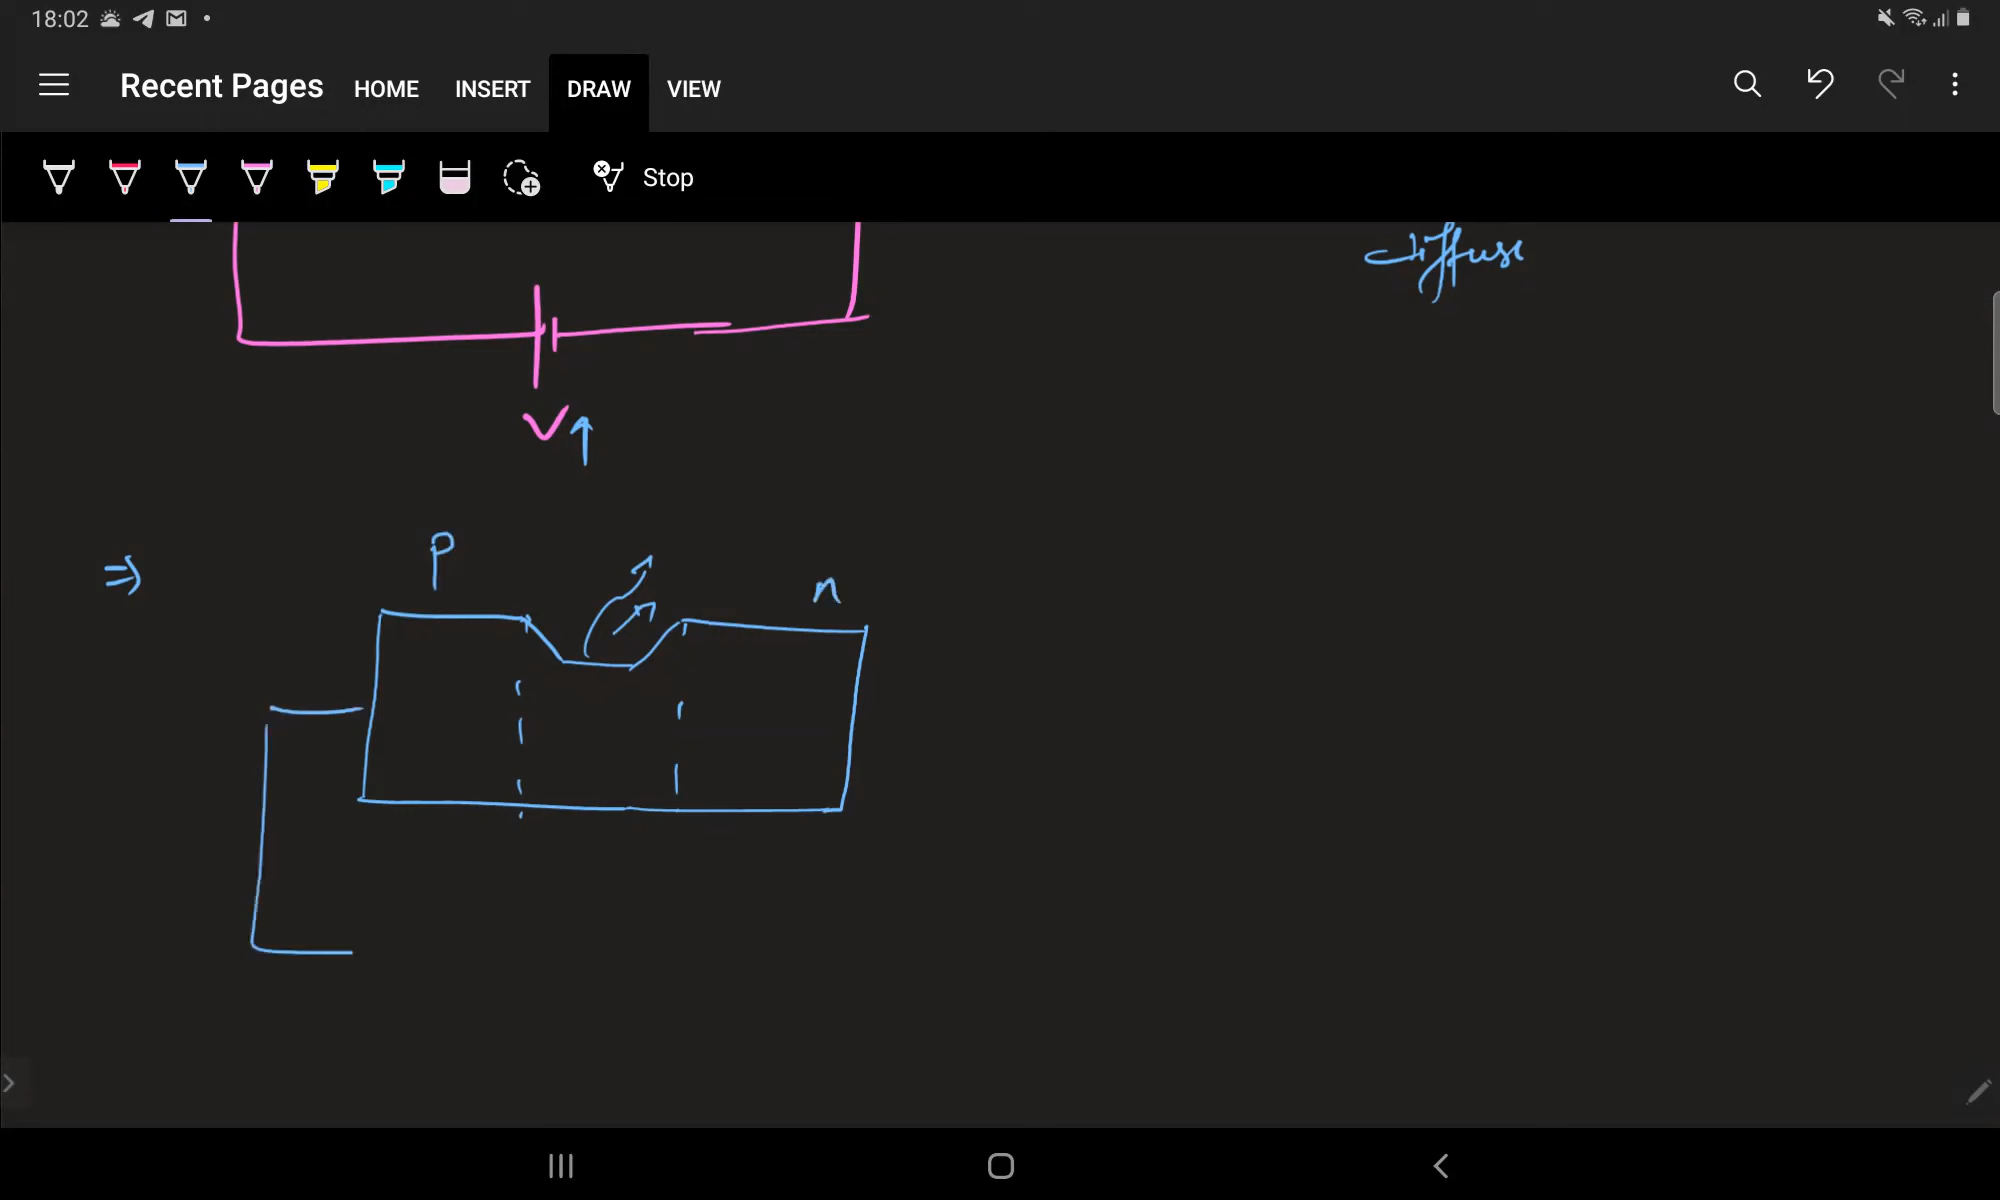 18:02
Recent Pages HOME INSERT DRAW VIEW
Stop
diffuse
V↑
⇒
P
n